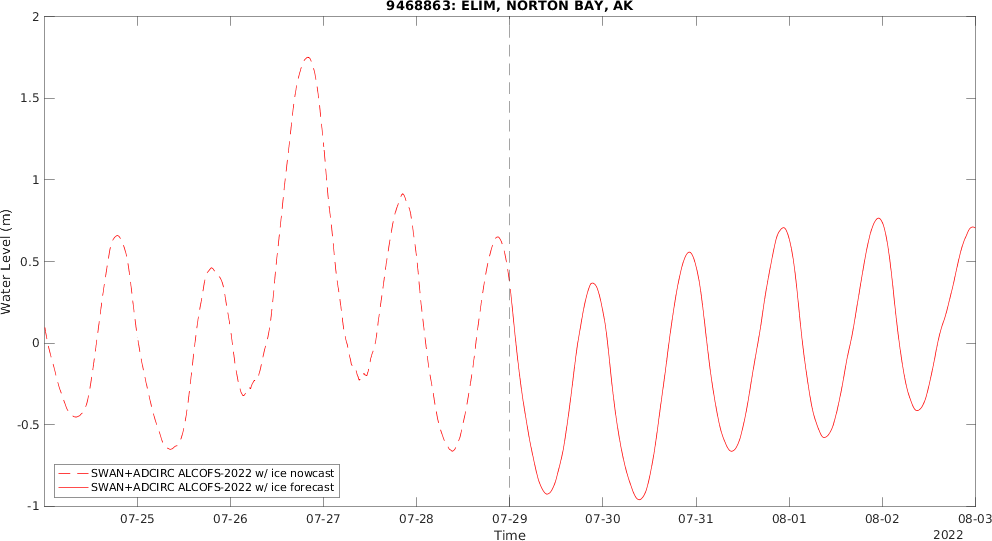 9468863: ELIM, NORTON BAY, AK
2
1.5
1
0.5
0
-0.5
-1
Water Level (m)
SWAN+ADCIRC ALCOFS-2022 w/ ice nowcast
SWAN+ADCIRC ALCOFS-2022 w/ ice forecast
07-25 07-26 07-27 07-28 07-29 07-30 07-31 08-01 08-02 08-03
Time
2022